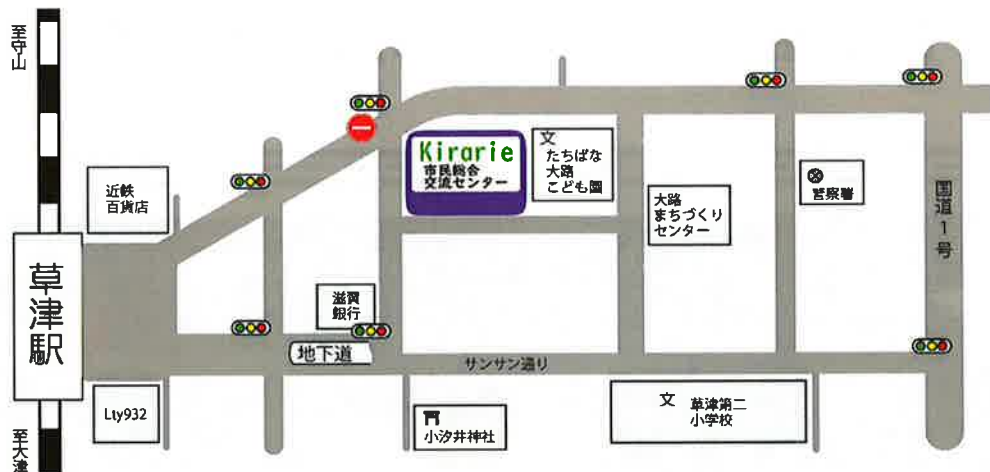 至守山
Kirarie
市民総合
交流センター
文
たちばな
大路
こども園
近鉄
百貨店
大路
まちづくり
センター
警察署
国道1号
草津駅
滋賀
銀行
地下道
サンサン通り
Lty932
小汐井神社
文 草津第二
小学校
至大津